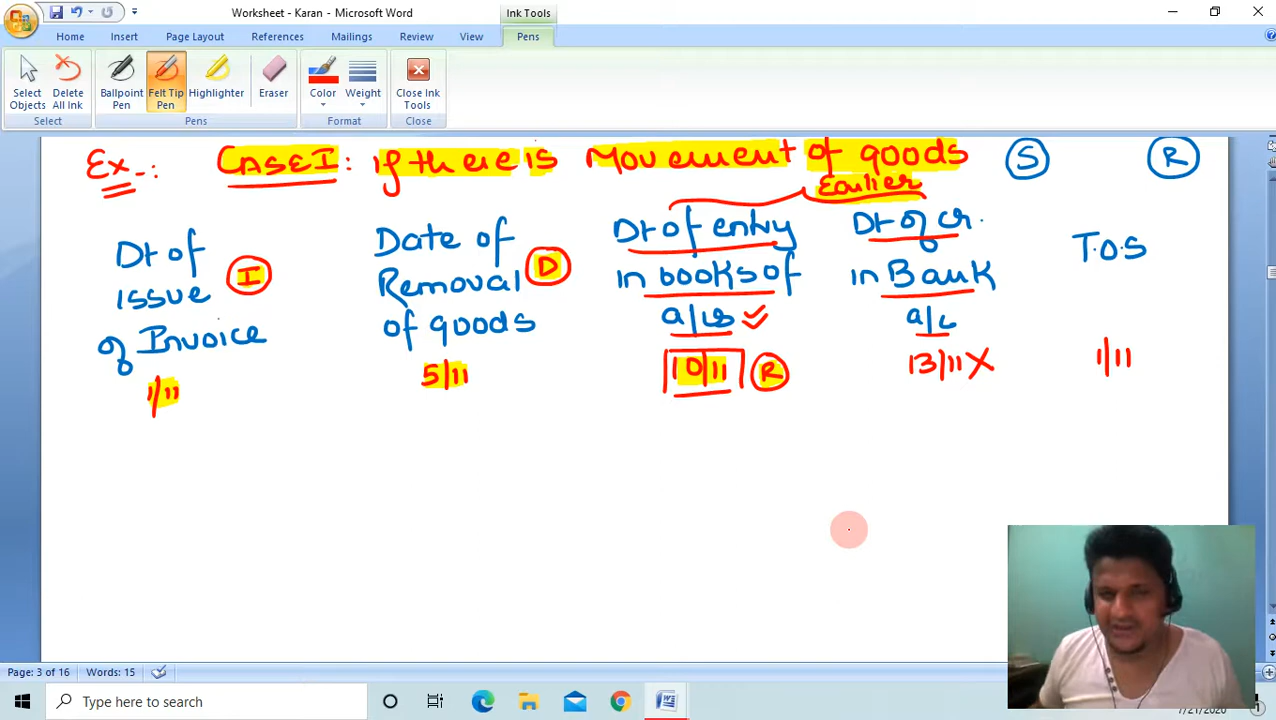 Worksheet - Karan - Microsoft Word
Ink Tools
Home Insert Page Layout References Mailings Review View Pens
Select Objects
Delete All Ink
Ballpoint Pen
Felt Tip Pen
Highlighter
Eraser
Color
Weight
Close Ink Tools
Select Pens Format Close
Ex-: CASE I : if there is Movement of goods S R
Earlier
Dt of issue of Invoice I
Date of Removal of goods D
Dt of entry in books of a/cs
Dt of cr. in Bank a/c
T.O.S
1/11 5/11 10/11 R 13/11 X 1/11
Page: 3 of 16 Words: 15
Type here to search
7/21/2020